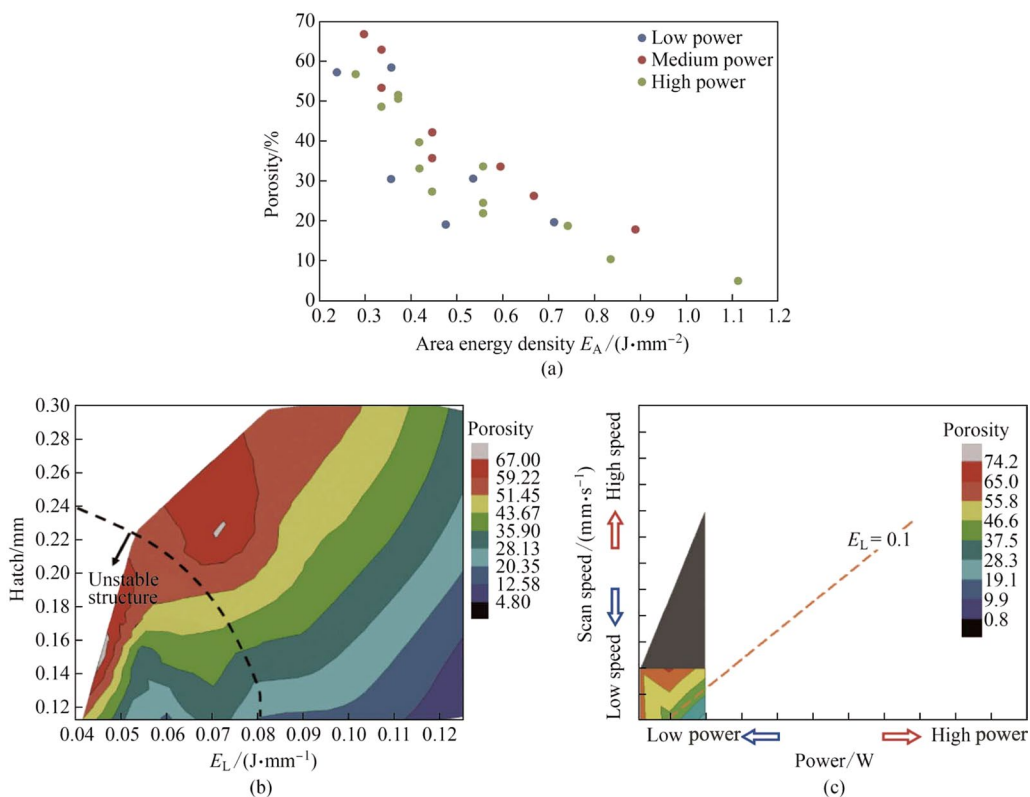 70
60
50
40
30
20
10
0
Porosity/%
Low power
Medium power
High power
0.2 0.3 0.4 0.5 0.6 0.7 0.8 0.9 1.0 1.1 1.2
Area energy density E_A/(J·mm⁻²)
(a)
0.30
0.28
0.26
0.24
0.22
0.20
0.18
0.16
0.14
0.12
Hatch/mm
Unstable
structure
Porosity
67.00
59.22
51.45
43.67
35.90
28.13
20.35
12.58
4.80
0.04 0.05 0.06 0.07 0.08 0.09 0.10 0.11 0.12
E_L/(J·mm⁻¹)
(b)
Scan speed/(mm·s⁻¹)
Low speed
High speed
E_L = 0.1
Porosity
74.2
65.0
55.8
46.6
37.5
28.3
19.1
9.9
0.8
Low power
High power
Power/W
(c)